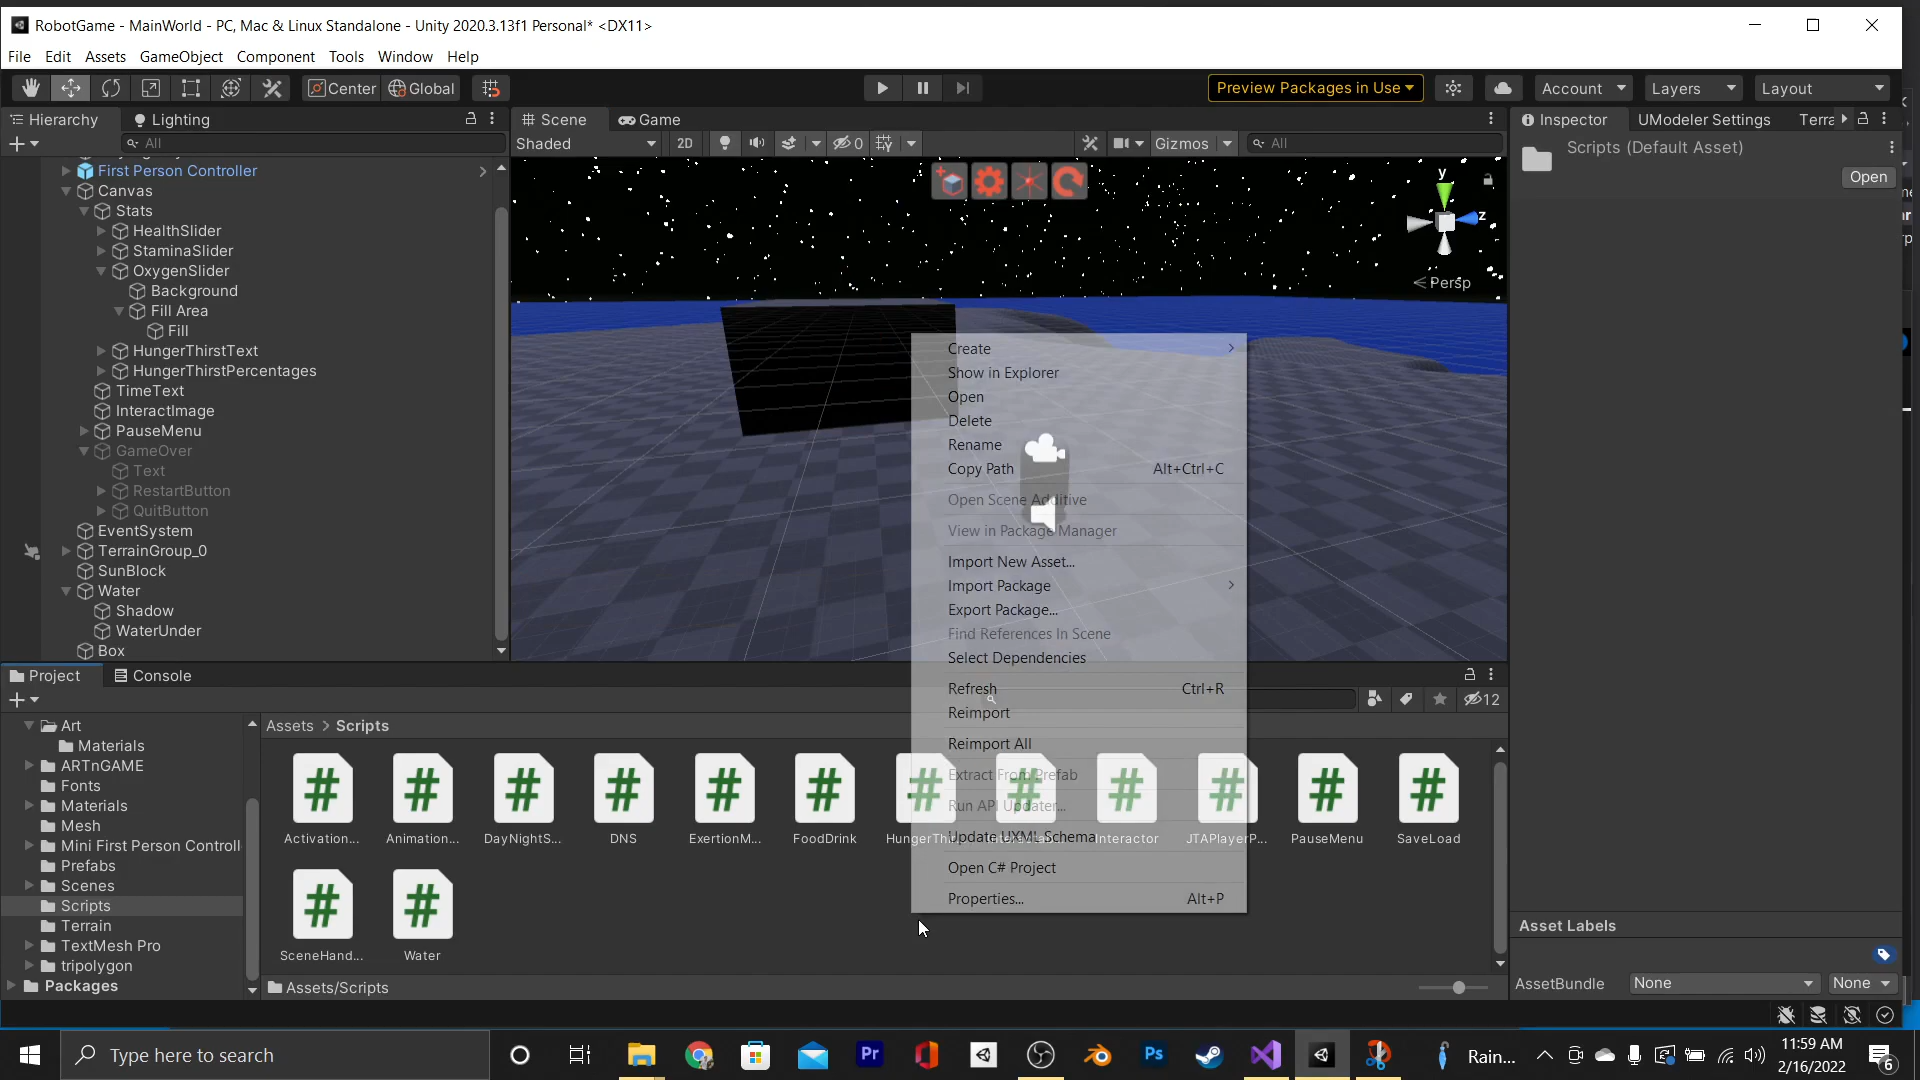 RobotGame - MainWorld - PC, Mac & Linux Standalone - Unity 2020.3.13f1 Personal* <DX11>
File Edit Assets GameObject Component Tools Window Help
Center Global Preview Packages in Use Account Layers Layout
Hierarchy Lighting
All
First Person Controller
Canvas
Stats
HealthSlider
StaminaSlider
OxygenSlider
Background
Fill Area
Fill
HungerThirstText
HungerThirstPercentages
TimeText
InteractImage
PauseMenu
GameOver
Text
RestartButton
QuitButton
EventSystem
TerrainGroup_0
SunBlock
Water
Shadow
WaterUnder
Box
Scene Game
Shaded 2D 0 Gizmos All
y
z
Persp
Create
Show in Explorer
Open
Delete
Rename
Copy Path Alt+Ctrl+C
Open Scene Additive
View in Package Manager
Import New Asset...
Import Package
Export Package...
Find References In Scene
Select Dependencies
Refresh Ctrl+R
Reimport
Reimport All
Extract From Prefab
Run API Updater...
Update UXML Schema
Open C# Project
Properties... Alt+P
Inspector UModeler Settings Terra
Scripts (Default Asset)
Open
Project Console
12
Art
Materials
ARTnGAME
Fonts
Materials
Mesh
Mini First Person Controll
Prefabs
Scenes
Scripts
Terrain
TextMesh Pro
tripolygon
Packages
Assets > Scripts
# # # # # # # # # # # #
Activation... Animation... DayNightS... DNS ExertionM... FoodDrink HungerThi... Interactor JTAPlayerP... PauseMenu SaveLoad
# #
SceneHand... Water
Assets/Scripts
Asset Labels
AssetBundle None None
Type here to search
Pr
Ps
Rain...
11:59 AM
2/16/2022
6